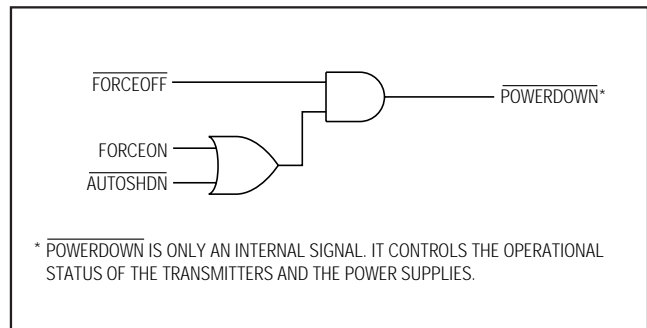 FORCEOFF
POWERDOWN*
FORCEON
AUTOSHDN
* POWERDOWN IS ONLY AN INTERNAL SIGNAL. IT CONTROLS THE OPERATIONAL
STATUS OF THE TRANSMITTERS AND THE POWER SUPPLIES.